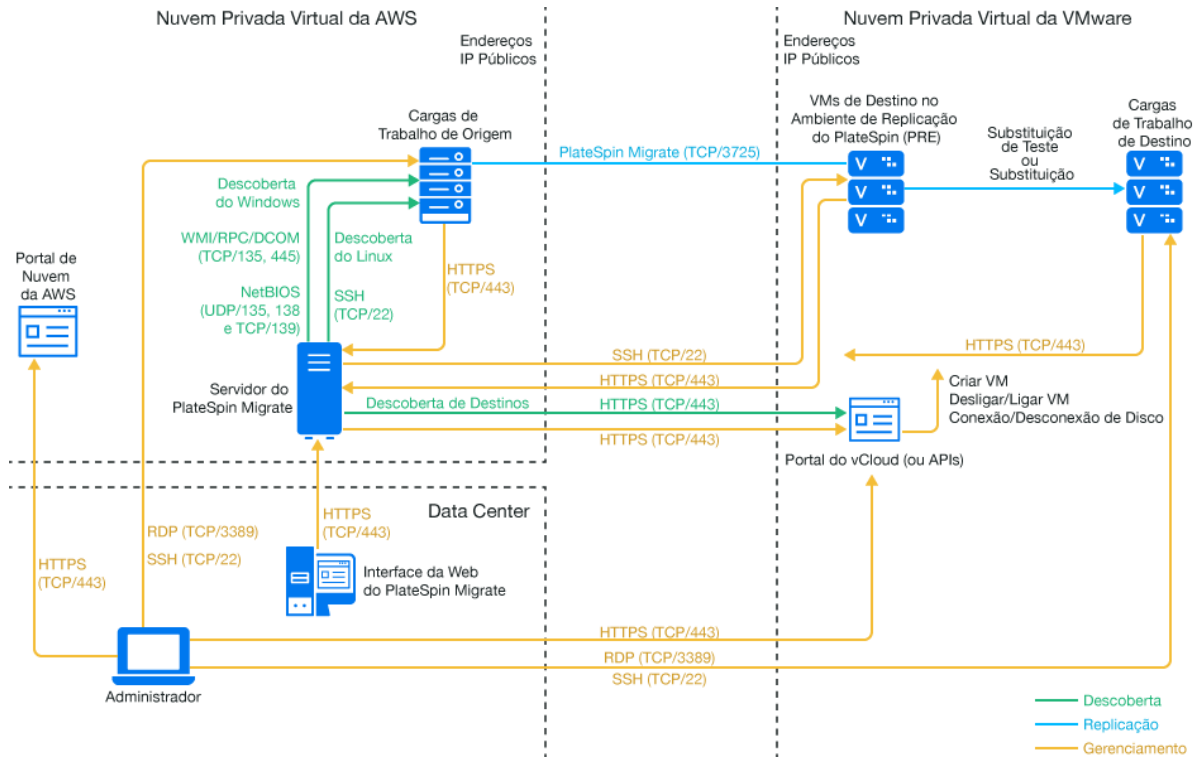 Nuvem Privada Virtual da AWS
Nuvem Privada Virtual da VMware
Endereços
IP Públicos
Endereços
IP Públicos
Cargas de
Trabalho de Origem
VMs de Destino no
Ambiente de Replicação
do PlateSpin (PRE)
Cargas
de Trabalho
de Destino
Substituição
de Teste
ou
Substituição
PlateSpin Migrate (TCP/3725)
Descoberta
do Windows
WMI/RPC/DCOM
(TCP/135, 445)
NetBIOS
(UDP/135, 138
e TCP/139)
Descoberta
do Linux
SSH
(TCP/22)
HTTPS
(TCP/443)
Portal de
Nuvem
da AWS
Servidor do
PlateSpin Migrate
SSH (TCP/22)
HTTPS (TCP/443)
Descoberta de Destinos
HTTPS (TCP/443)
HTTPS (TCP/443)
HTTPS (TCP/443)
Criar VM
Desligar/Ligar VM
Conexão/Desconexão de Disco
Portal do vCloud (ou APIs)
Data Center
HTTPS
(TCP/443)
RDP (TCP/3389)
SSH (TCP/22)
HTTPS
(TCP/443)
Interface da Web
do PlateSpin Migrate
HTTPS (TCP/443)
RDP (TCP/3389)
SSH (TCP/22)
Administrador
Descoberta
Replicação
Gerenciamento
V
V
V
V
V
V